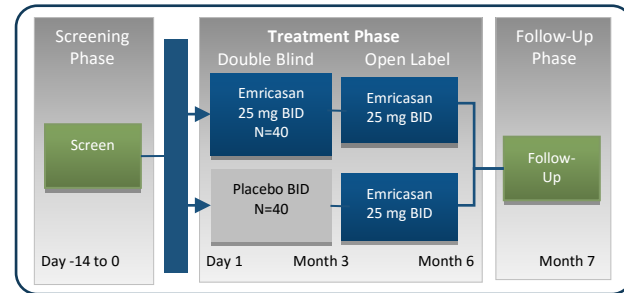 Screening
Phase
Treatment Phase
Follow-Up
Phase
Double Blind
Open Label
Emricasan
25 mg BID
N=40
Emricasan
25 mg BID
Screen
Follow-
Up
Placebo BID
N=40
Emricasan
25 mg BID
Day -14 to 0
Day 1
Month 3
Month 6
Month 7